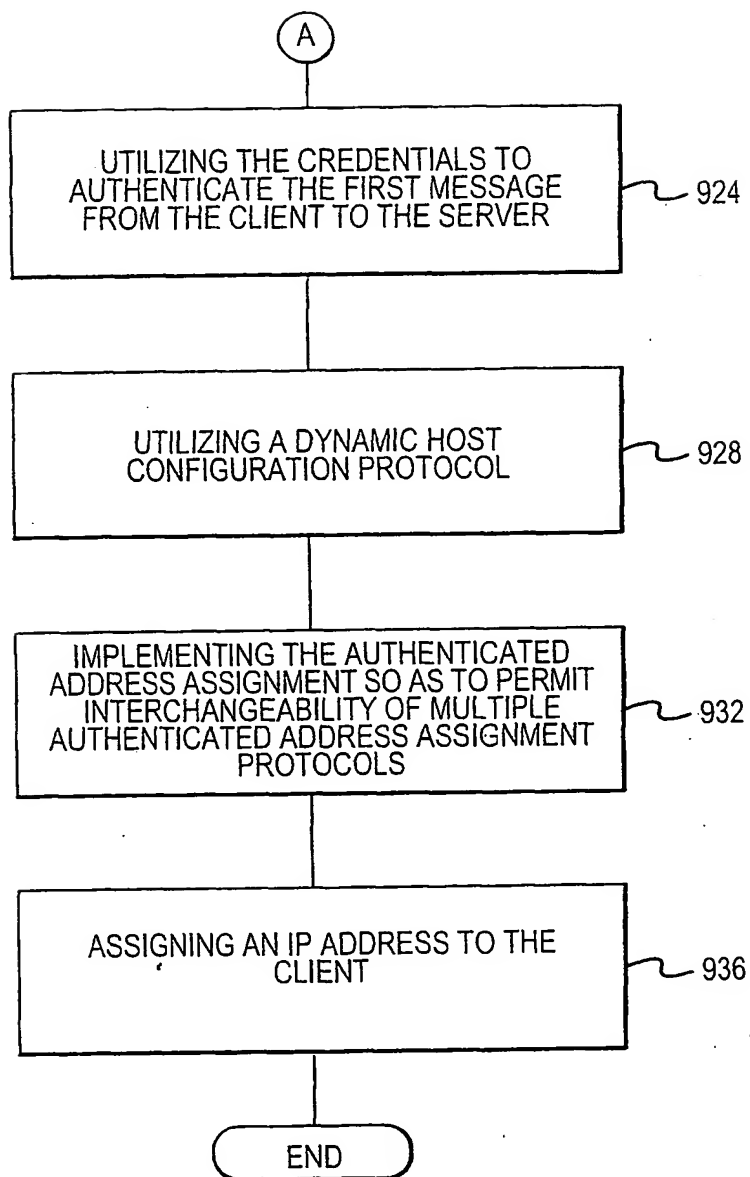 A
UTILIZING THE CREDENTIALS TO
AUTHENTICATE THE FIRST MESSAGE
FROM THE CLIENT TO THE SERVER
924
UTILIZING A DYNAMIC HOST
CONFIGURATION PROTOCOL
928
IMPLEMENTING THE AUTHENTICATED
ADDRESS ASSIGNMENT SO AS TO PERMIT
INTERCHANGEABILITY OF MULTIPLE
AUTHENTICATED ADDRESS ASSIGNMENT
PROTOCOLS
932
ASSIGNING AN IP ADDRESS TO THE
CLIENT
936
END